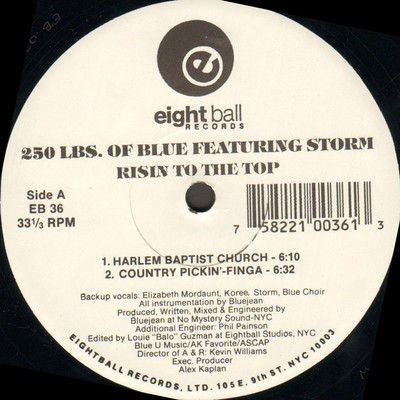 e
eight ball
RECORDS
250 LBS. OF BLUE FEATURING STORM
RISIN TO THE TOP
Side A
EB 36
33⅓ RPM
7 58221 00361 3
1. HARLEM BAPTIST CHURCH - 6:10
2. COUNTRY PICKIN'-FINGA - 6:32
Backup vocals: Elizabeth Mordaunt, Koree, Storm, Blue Choir
All instrumentation by Bluejean
Produced, Written, Mixed & Engineered by
Bluejean at No Mystery Sound-NYC
Additional Engineer: Phil Painson
Edited by Louie "Balo" Guzman at Eightball Studios, NYC
Blue U Music/AK Favorite/ASCAP
Director of A & R: Kevin Williams
Exec. Producer
Alex Kaplan
EIGHTBALL RECORDS, LTD. 105 E. 9th ST. NYC 10003